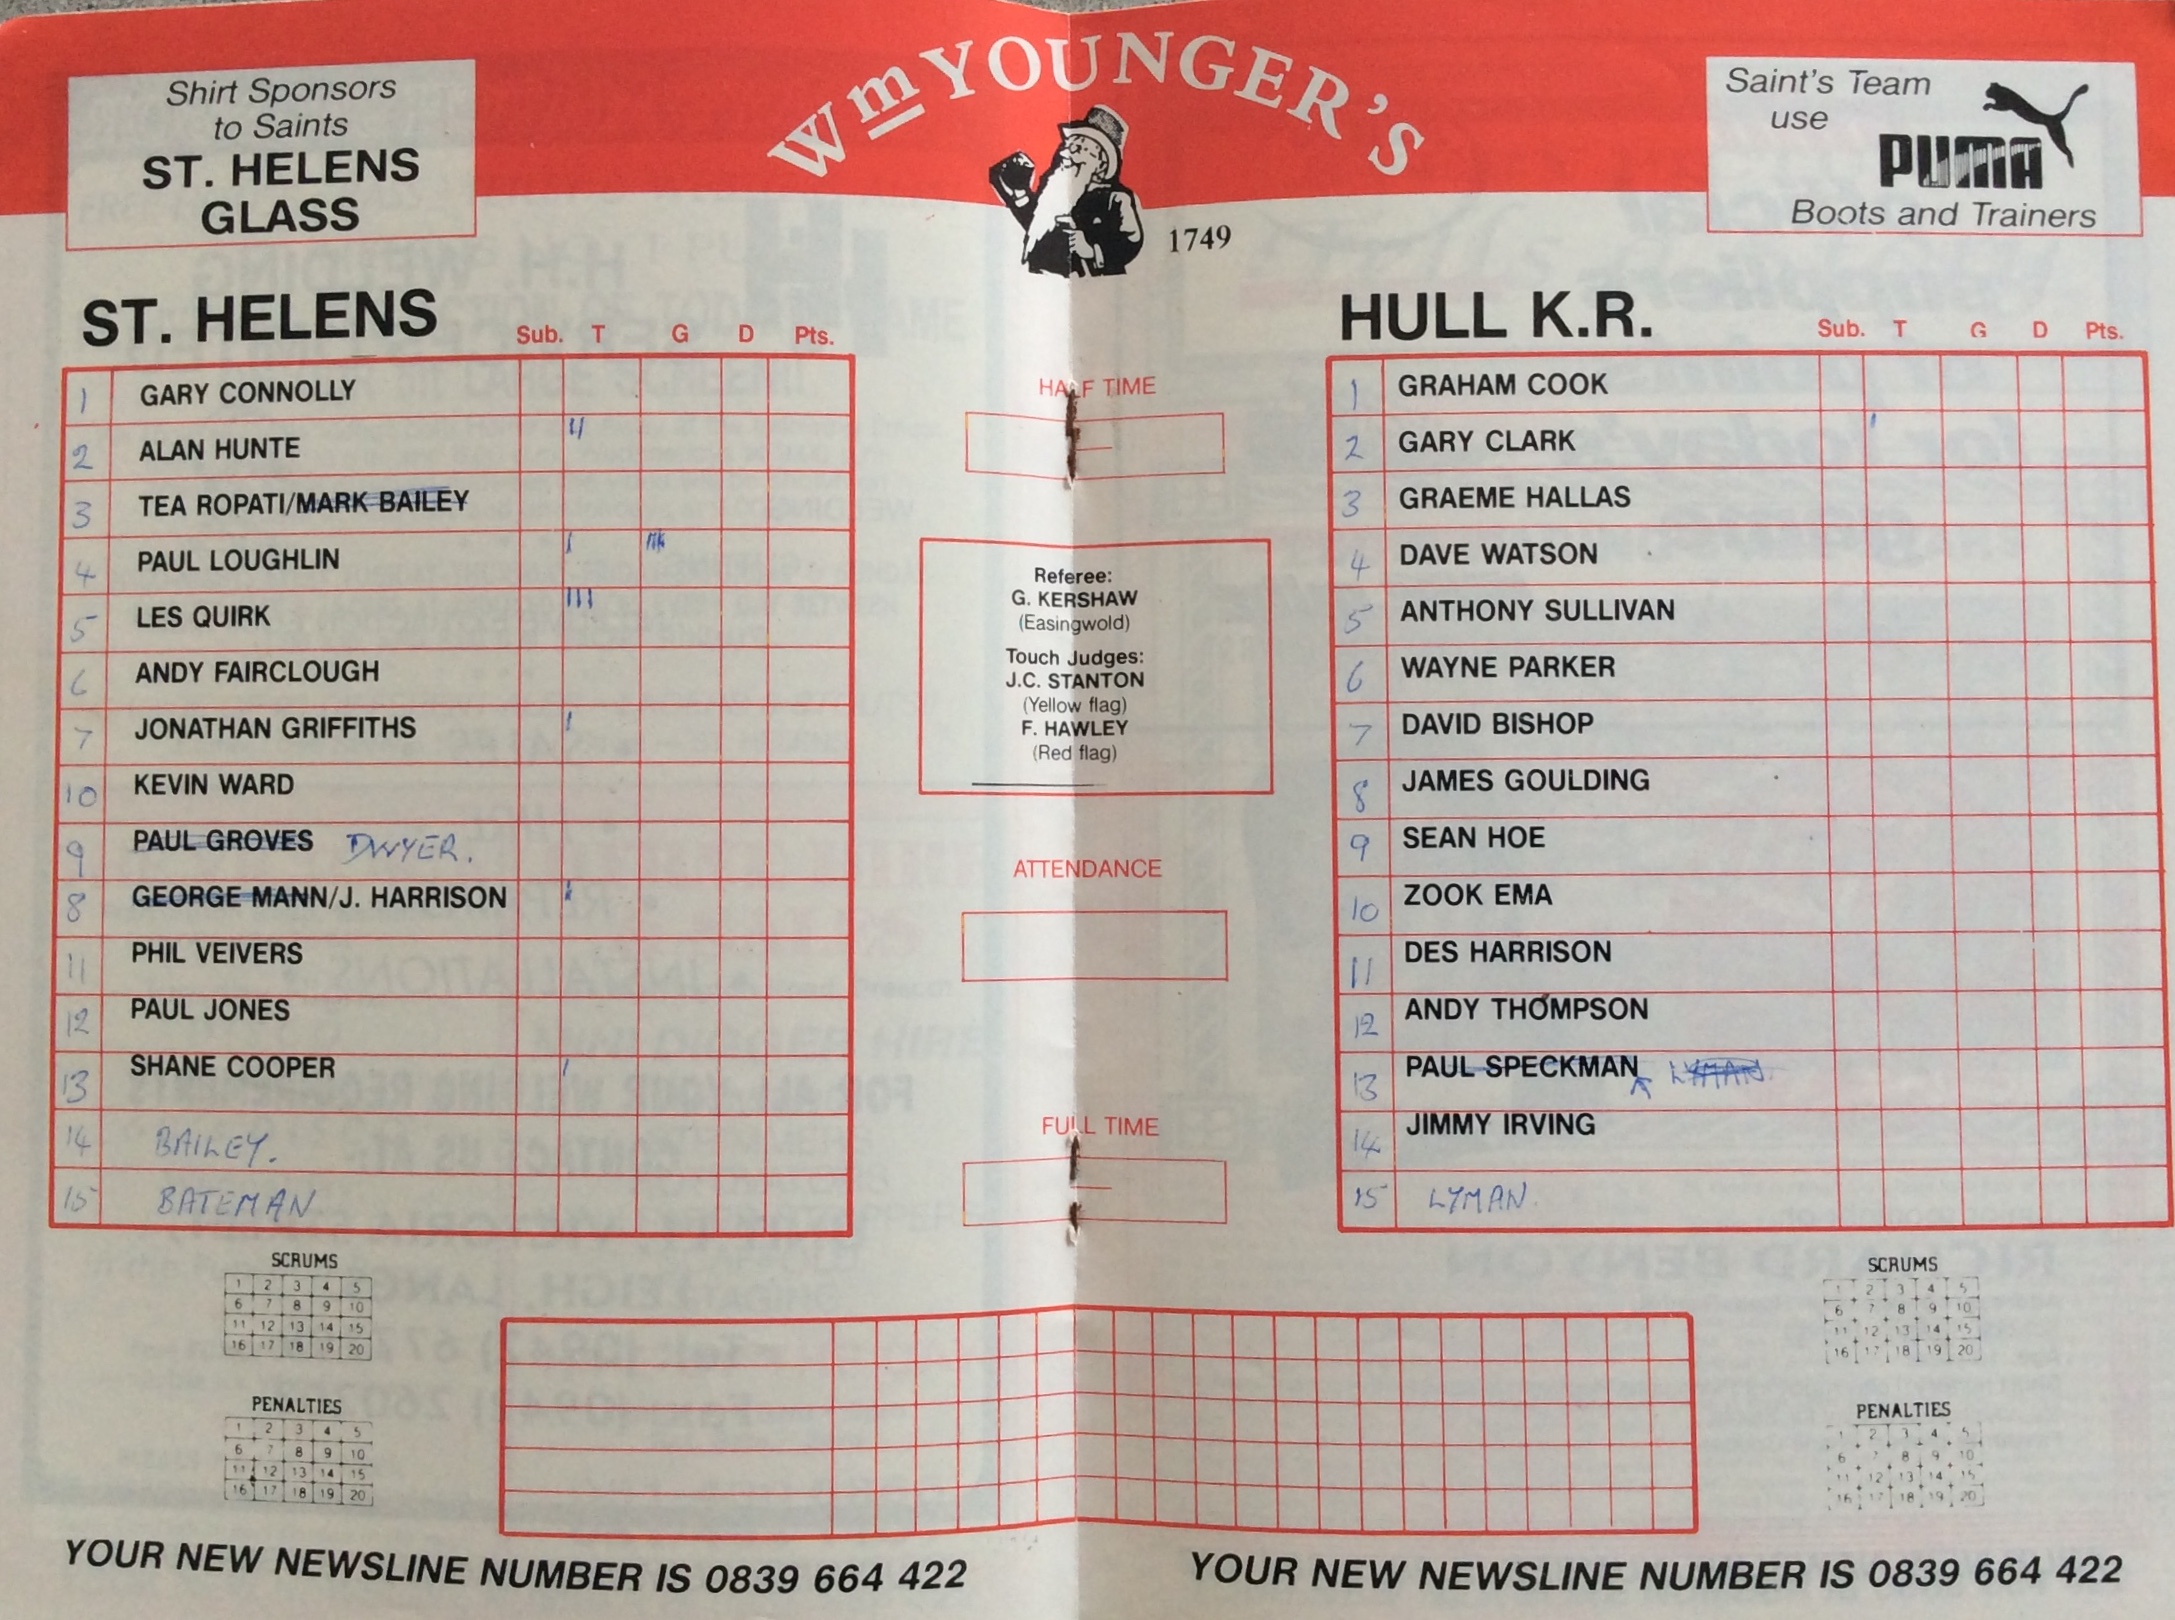 Shirt Sponsors
to Saints
ST. HELENS
GLASS
Wm YOUNGER'S
1749
Saint's Team
use
PUMA
Boots and Trainers
ST. HELENS
Sub. T G D Pts.
1 GARY CONNOLLY
2 ALAN HUNTE
3 TEA ROPATI/MARK BAILEY
4 PAUL LOUGHLIN
5 LES QUIRK
6 ANDY FAIRCLOUGH
7 JONATHAN GRIFFITHS
10 KEVIN WARD
9 PAUL GROVES DWYER.
8 GEORGE MANN/J. HARRISON
11 PHIL VEIVERS
12 PAUL JONES
13 SHANE COOPER
14 BAILEY.
15 BATEMAN
HALF TIME
Referee:
G. KERSHAW
(Easingwold)
Touch Judges:
J.C. STANTON
(Yellow flag)
F. HAWLEY
(Red flag)
ATTENDANCE
FULL TIME
HULL K.R.
Sub. T G D Pts.
1 GRAHAM COOK
2 GARY CLARK
3 GRAEME HALLAS
4 DAVE WATSON
5 ANTHONY SULLIVAN
6 WAYNE PARKER
7 DAVID BISHOP
8 JAMES GOULDING
9 SEAN HOE
10 ZOOK EMA
11 DES HARRISON
12 ANDY THOMPSON
13 PAUL SPECKMAN LYMAN.
14 JIMMY IRVING
15 LYMAN.
SCRUMS
1 2 3 4 5
6 7 8 9 10
11 12 13 14 15
16 17 18 19 20
PENALTIES
1 2 3 4 5
6 7 8 9 10
11 12 13 14 15
16 17 18 19 20
SCRUMS
1 2 3 4 5
6 7 8 9 10
11 12 13 14 15
16 17 18 19 20
PENALTIES
1 2 3 4 5
6 7 8 9 10
11 12 13 14 15
16 17 18 19 20
YOUR NEW NEWSLINE NUMBER IS 0839 664 422
YOUR NEW NEWSLINE NUMBER IS 0839 664 422